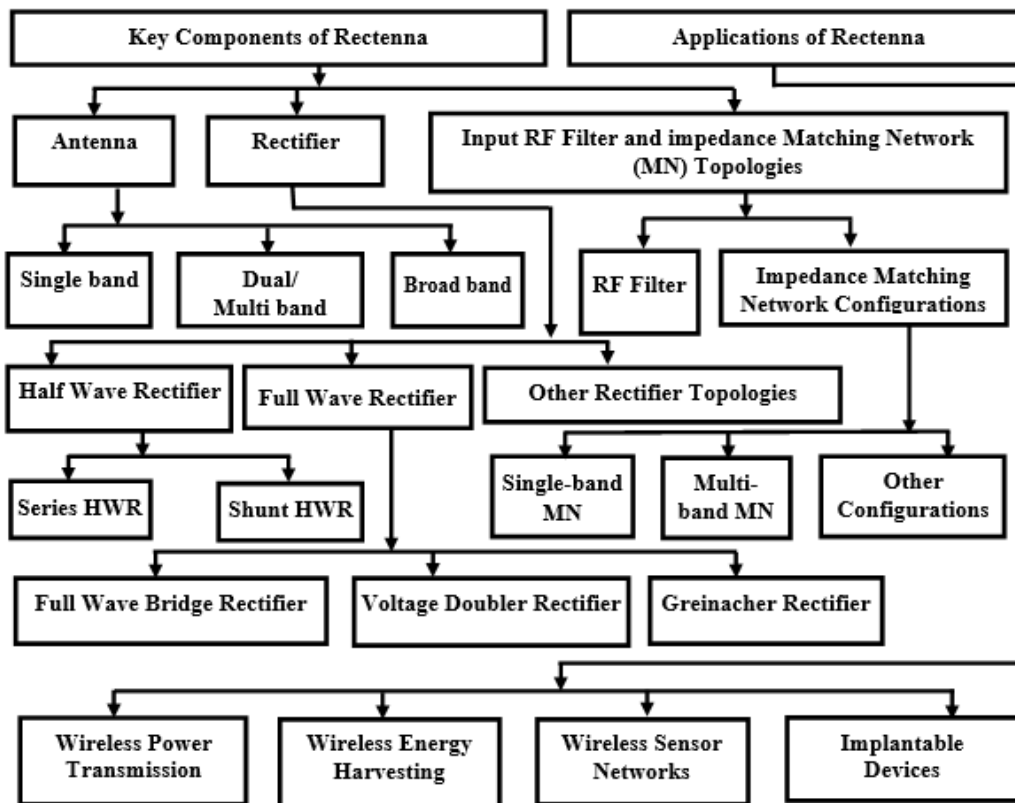 Key Components of Rectenna
Applications of Rectenna
Antenna
Rectifier
Input RF Filter and impedance Matching Network
(MN) Topologies
Single band
Dual/
Multi band
Broad band
RF Filter
Impedance Matching
Network Configurations
Half Wave Rectifier
Full Wave Rectifier
Other Rectifier Topologies
Series HWR
Shunt HWR
Single-band
MN
Multi-
band MN
Other
Configurations
Full Wave Bridge Rectifier
Voltage Doubler Rectifier
Greinacher Rectifier
Wireless Power
Transmission
Wireless Energy
Harvesting
Wireless Sensor
Networks
Implantable
Devices